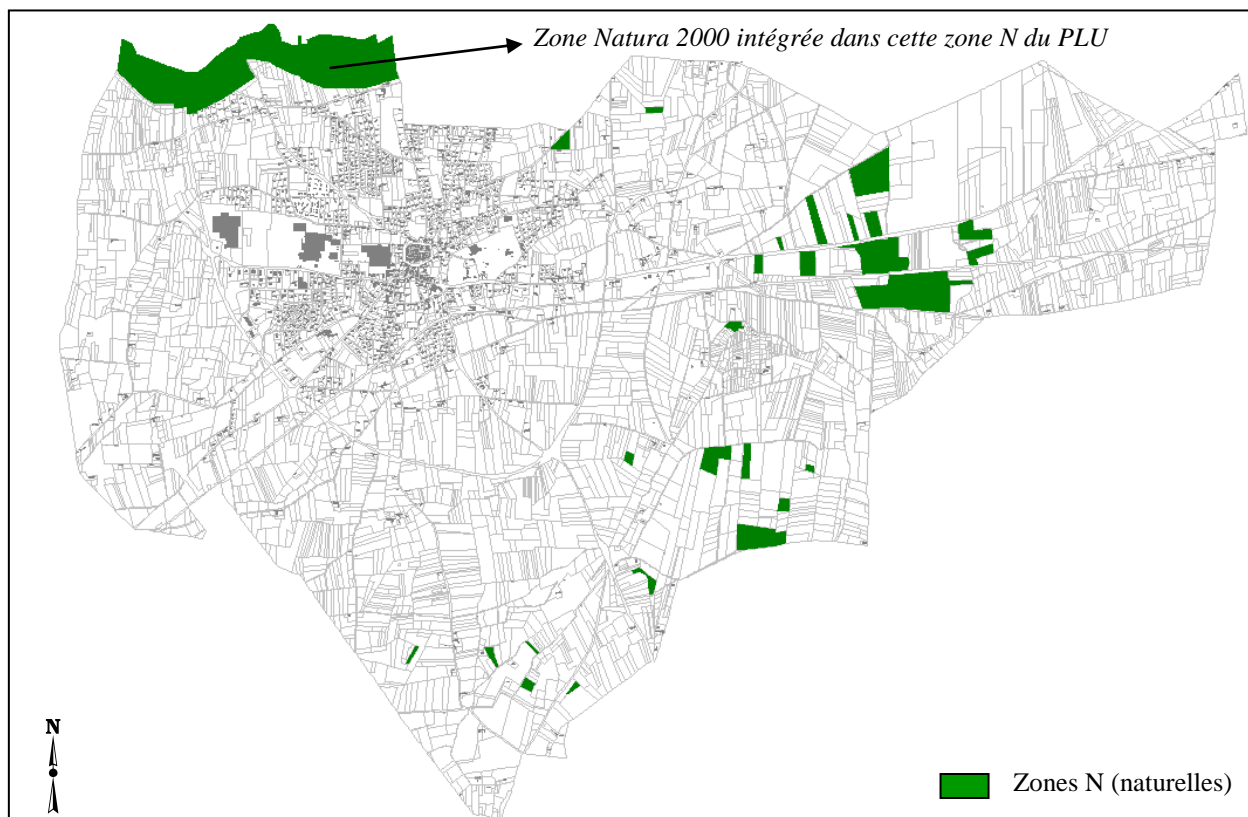 Zone Natura 2000 intégrée dans cette zone N du PLU
N
Zones N (naturelles)